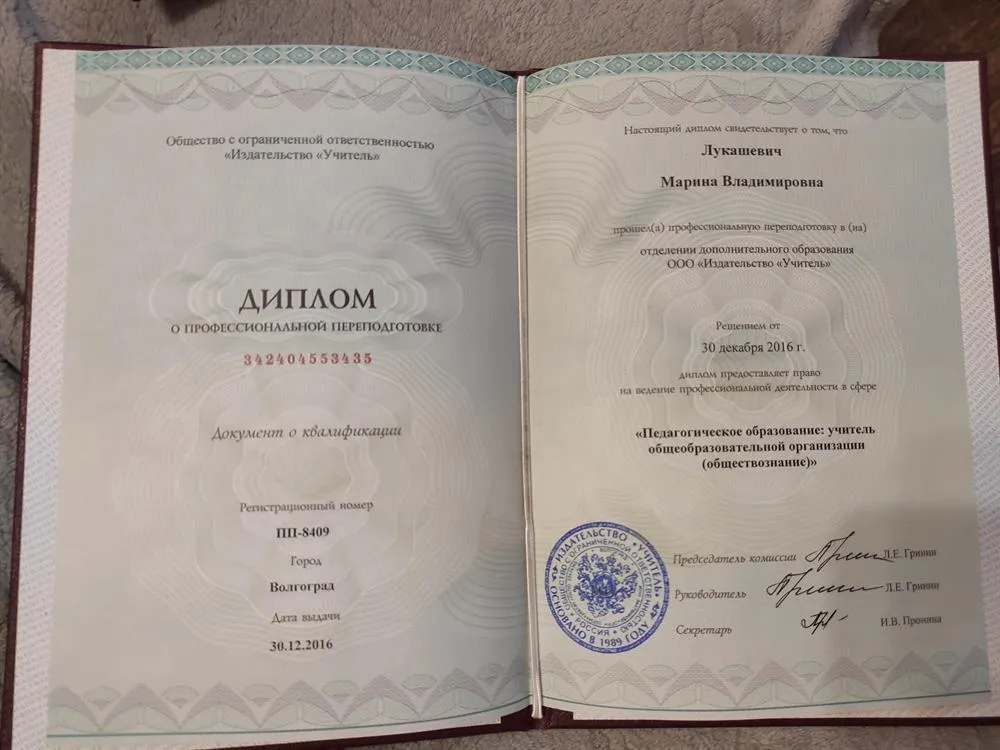 Общество с ограниченной ответственностью
«Издательство «Учитель»
ДИПЛОМ
О ПРОФЕССИОНАЛЬНОЙ ПЕРЕПОДГОТОВКЕ
342404553435
Документ о квалификации
Регистрационный номер
ПП-8409
Город
Волгоград
Дата выдачи
30.12.2016
Настоящий диплом свидетельствует о том, что
Лукашевич
Марина Владимировна
прошел(а) профессиональную переподготовку в (на)
отделении дополнительного образования
ООО «Издательство «Учитель»
Решением от
30 декабря 2016 г.
диплом предоставляет право
на ведение профессиональной деятельности в сфере
«Педагогическое образование: учитель
общеобразовательной организации
(обществознание)»
Председатель комиссии Л.Е. Гринин
Руководитель Л.Е. Гринин
Секретарь И.В. Пронина
ИЗДАТЕЛЬСТВО «УЧИТЕЛЬ»
ОСНОВАНО В 1989 ГОДУ
ОБЩЕСТВО С ОГРАНИЧЕННОЙ ОТВЕТСТВЕННОСТЬЮ
РОССИЯ